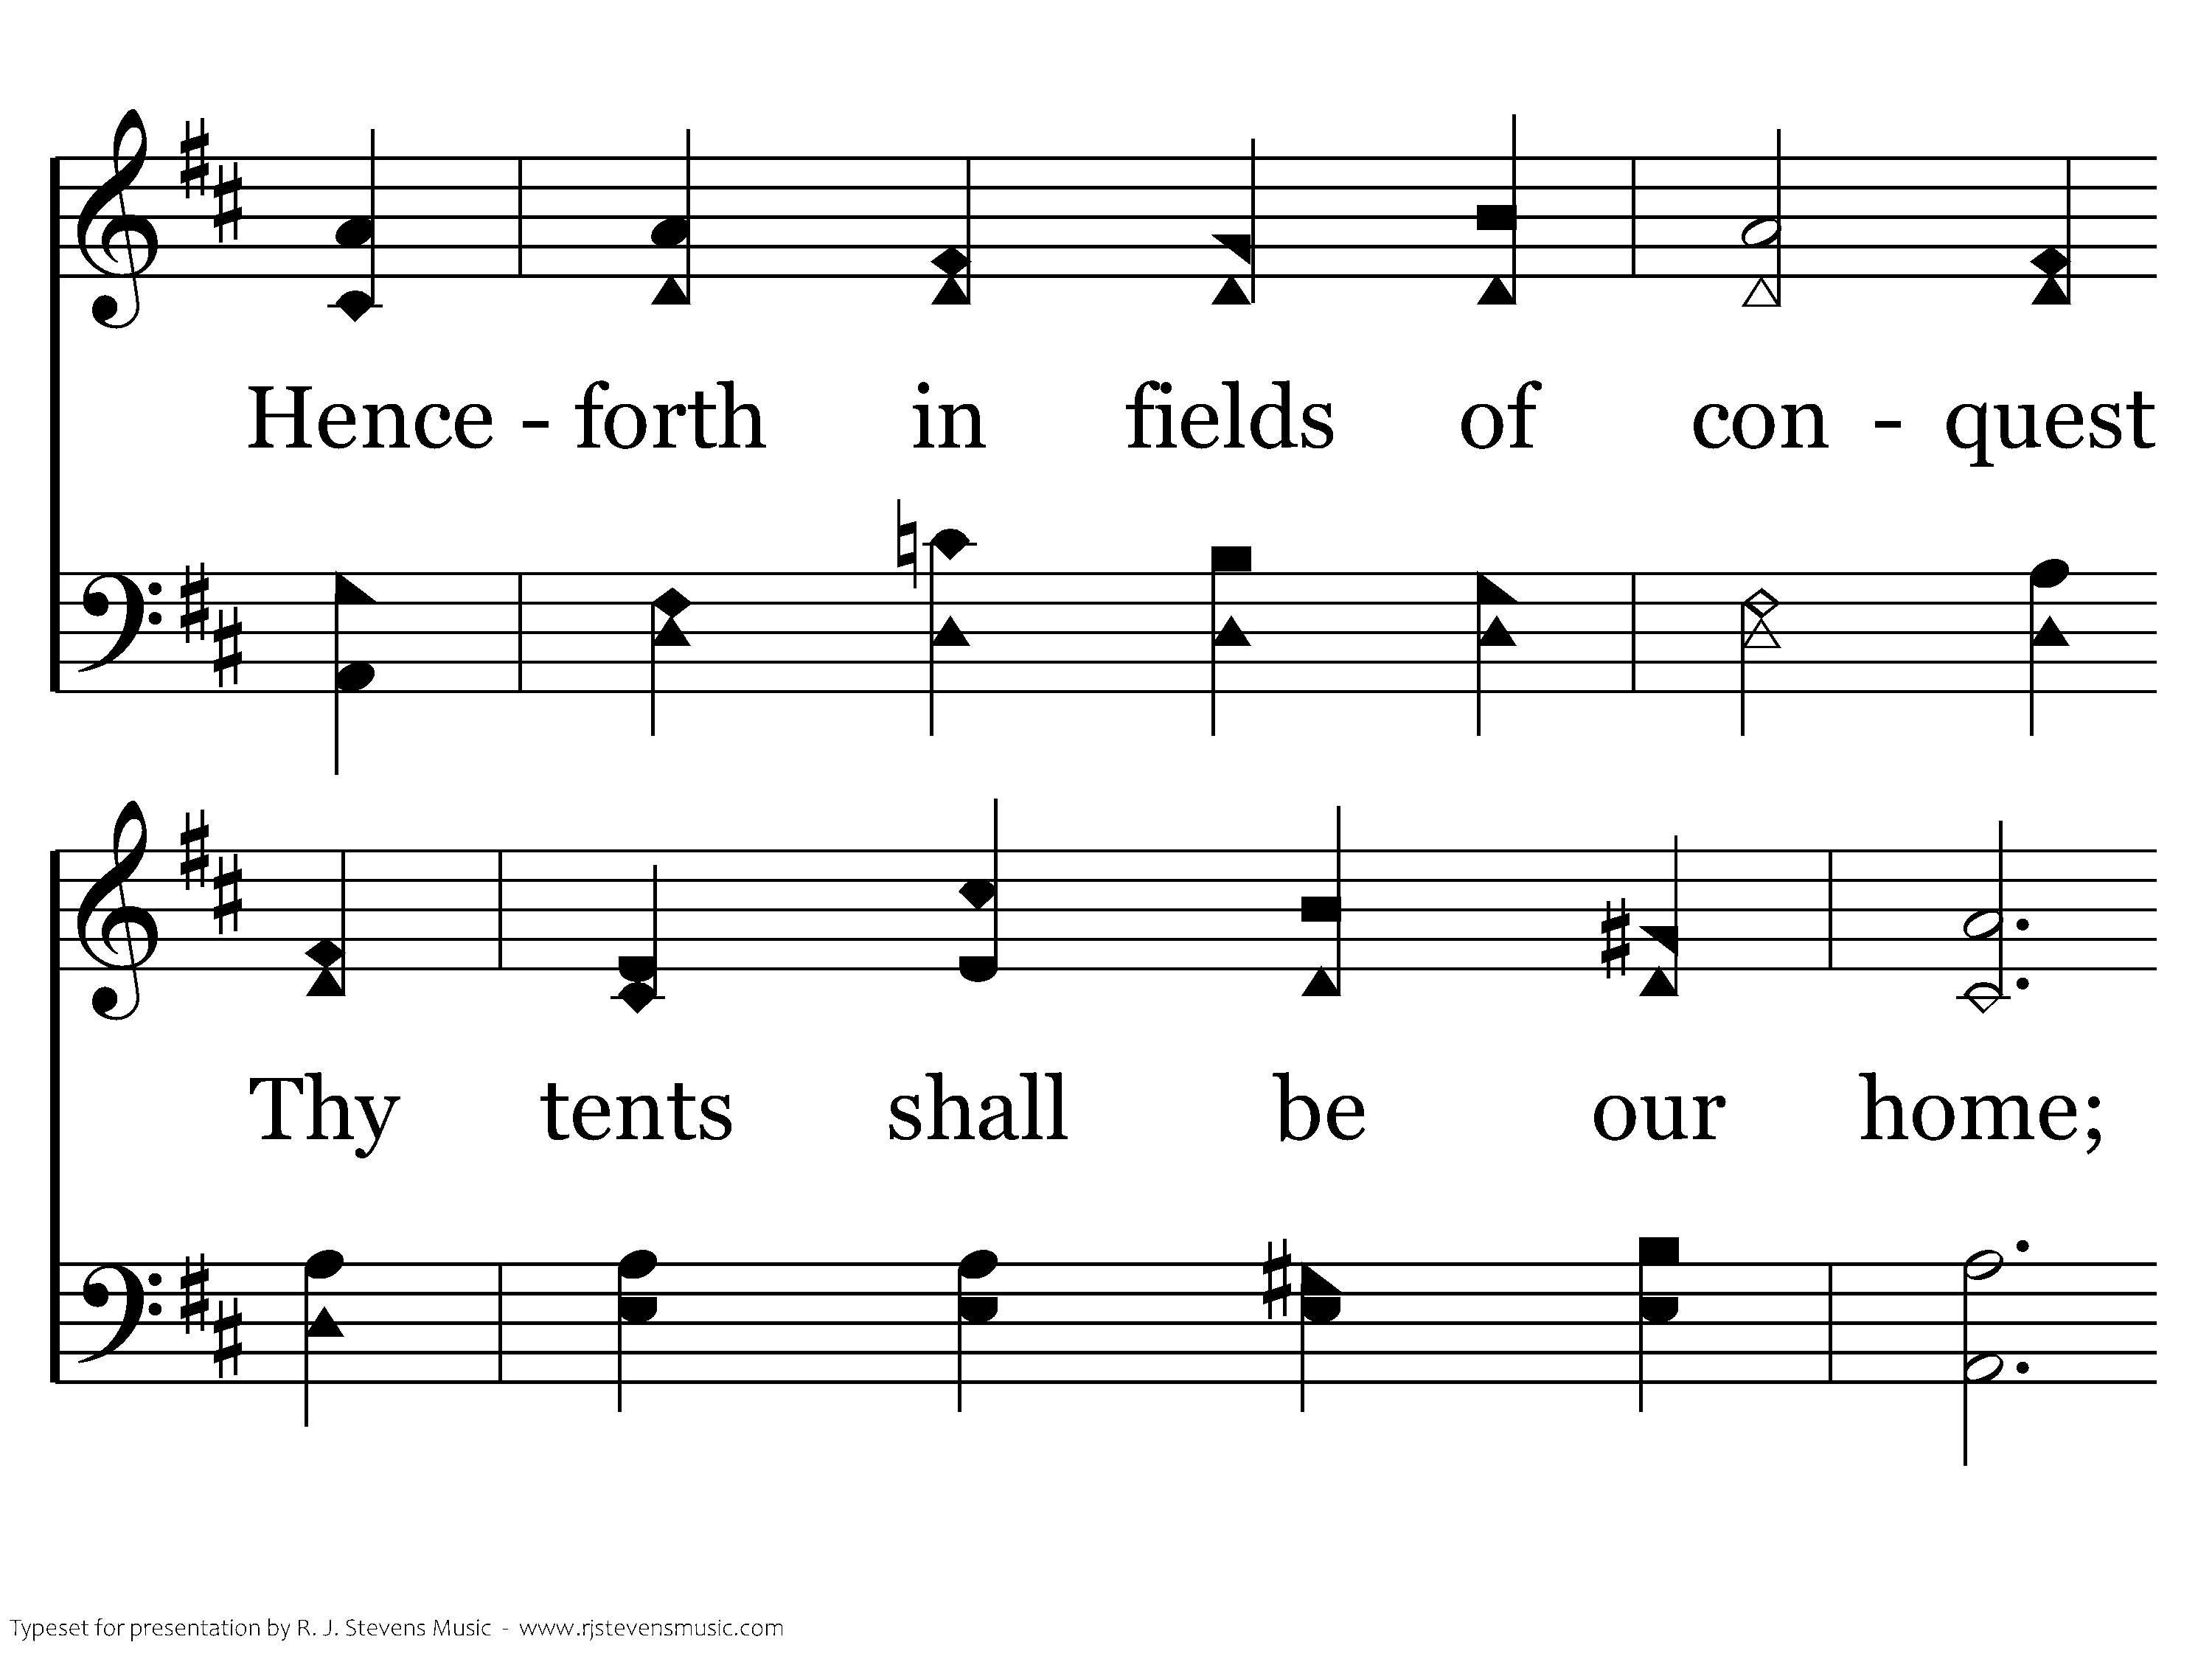 Hence - forth in fields of con - quest
Thy tents shall be our home;
Typeset for presentation by R. J. Stevens Music - www.rjstevensmusic.com